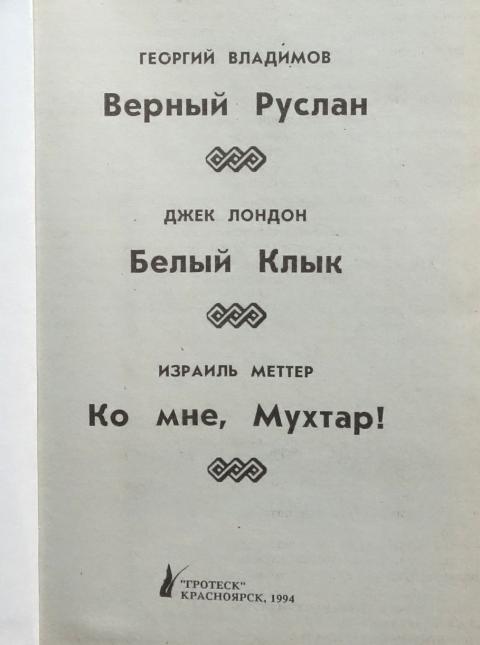 ГЕОРГИЙ ВЛАДИМОВ
Верный Руслан
ДЖЕК ЛОНДОН
Белый Клык
ИЗРАИЛЬ МЕТТЕР
Ко мне, Мухтар!
"ГРОТЕСК"
КРАСНОЯРСК, 1994